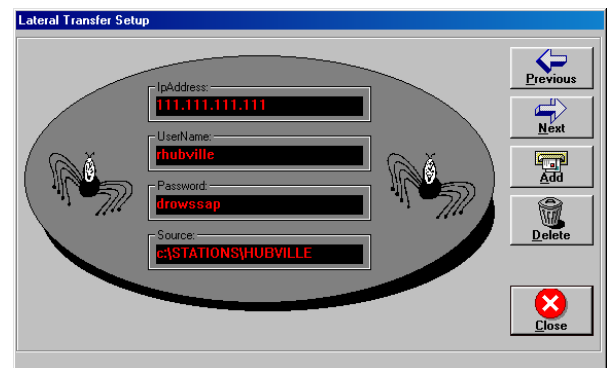 Lateral Transfer Setup
IpAddress:
111.111.111.111
UserName:
rhubville
Password:
drowssap
Source:
c:\STATIONS\HUBVILLE
Previous
Next
Add
Delete
Close